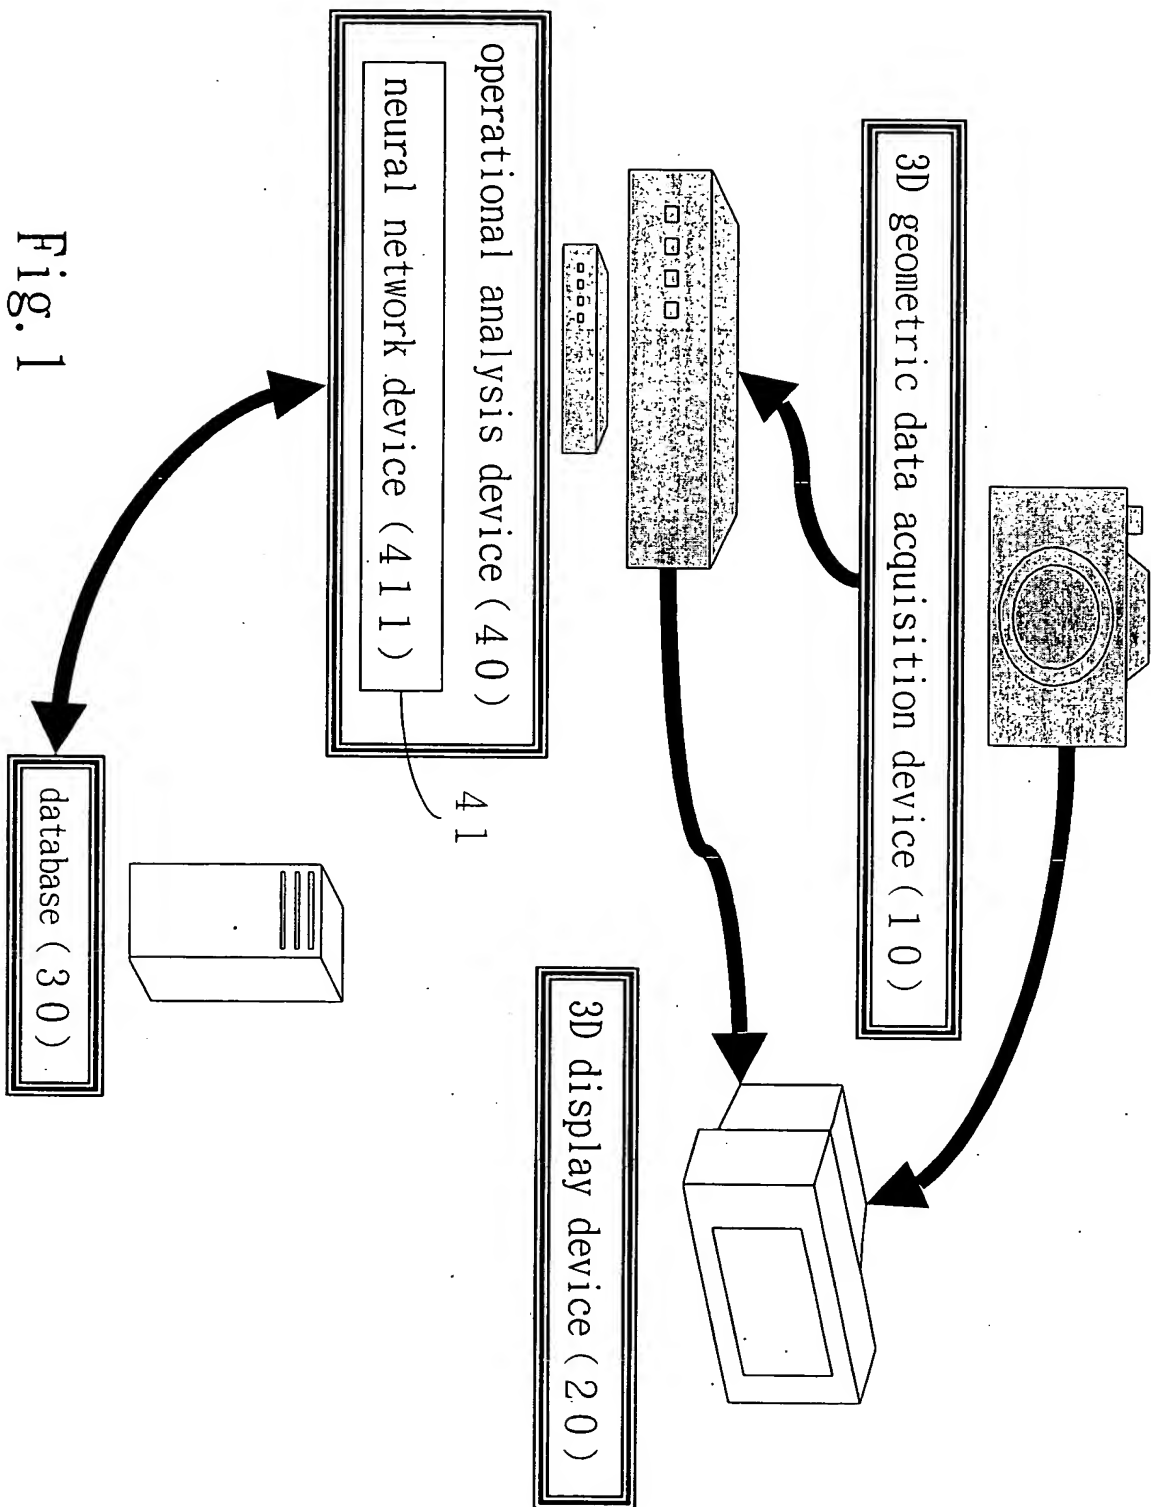 3D geometric data acquisition device(10)
operational analysis device(40)
neural network device(411)
41
3D display device(20)
database(30)
Fig.1